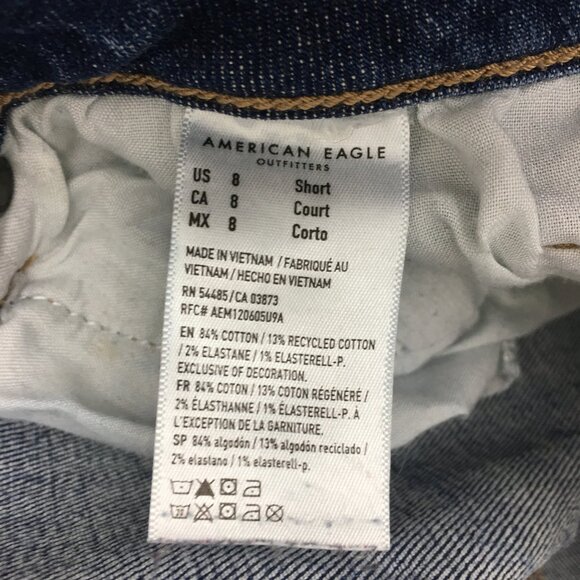 AMERICAN EAGLE
OUTFITTERS
US 8 Short
CA 8 Court
MX 8 Corto
MADE IN VIETNAM / FABRIQUÉ AU
VIETNAM / HECHO EN VIETNAM
RN 54485/CA 03873
RFC# AEM120605U9A
EN 84% COTTON / 13% RECYCLED COTTON
/ 2% ELASTANE / 1% ELASTERELL-P.
EXCLUSIVE OF DECORATION.
FR 84% COTON / 13% COTON RÉGÉNÉRÉ /
2% ÉLASTHANNE / 1% ELASTERELL-P. À
L'EXCEPTION DE LA GARNITURE.
SP 84% algodón / 13% algodón reciclado /
2% elastano / 1% elasterell-p.